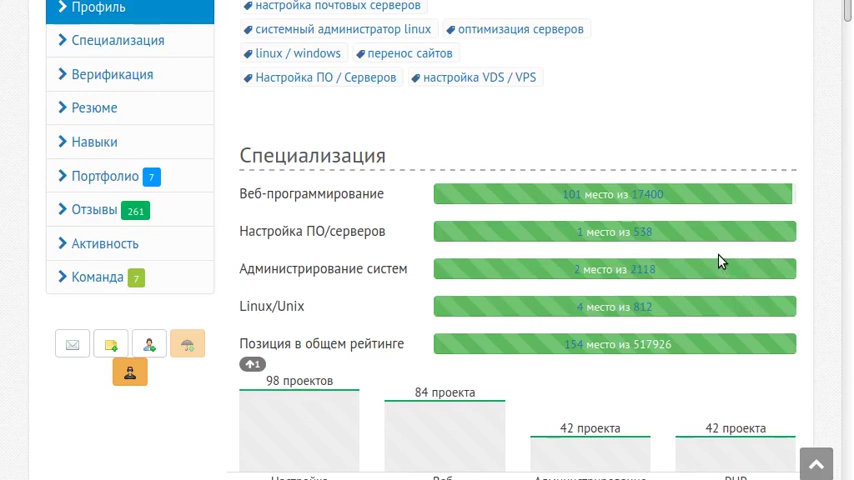 Профиль
Специализация
Верификация
Резюме
Навыки
Портфолио 7
Отзывы 261
Активность
Команда 7
настройка почтовых серверов
системный администратор linux оптимизация серверов
linux / windows перенос сайтов
Настройка ПО / Серверов настройка VDS / VPS
Специализация
Веб-программирование 101 место из 17400
Настройка ПО/серверов 1 место из 538
Администрирование систем 2 место из 2118
Linux/Unix 4 место из 812
Позиция в общем рейтинге 154 место из 517926
1
98 проектов
84 проекта
42 проекта
42 проекта